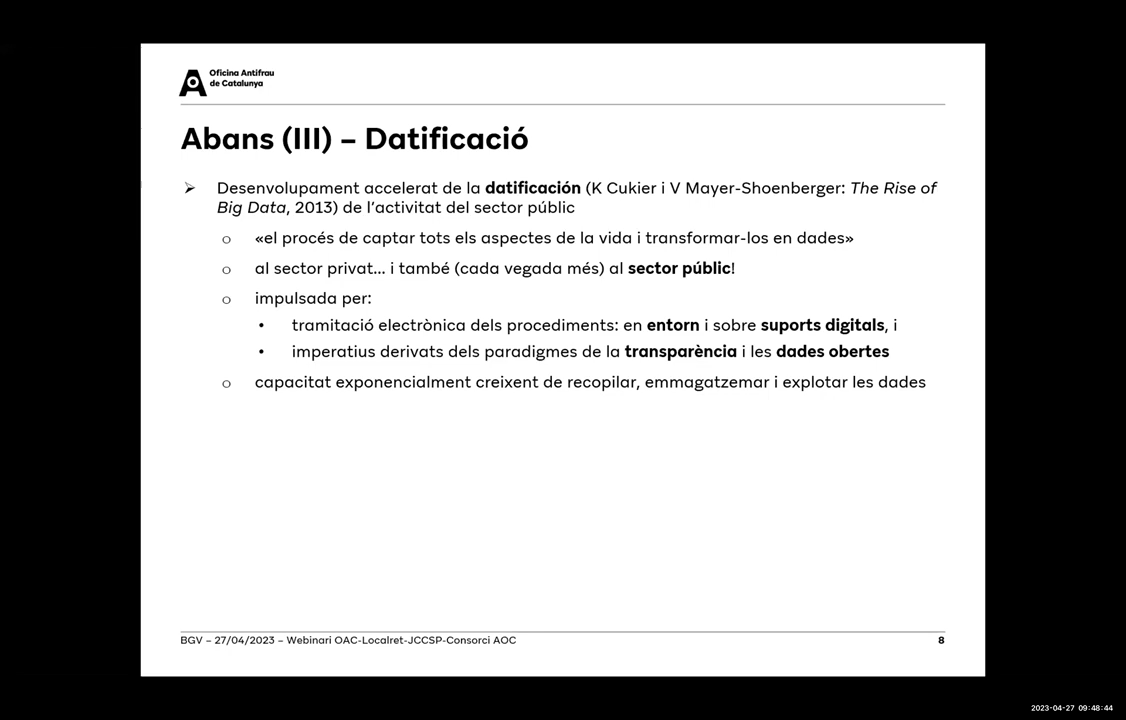 Oficina Antifrau
de Catalunya
Abans (III) – Datificació
➢ Desenvolupament accelerat de la datificación (K Cukier i V Mayer-Shoenberger: The Rise of
Big Data, 2013) de l'activitat del sector públic
o «el procés de captar tots els aspectes de la vida i transformar-los en dades»
o al sector privat... i també (cada vegada més) al sector públic!
o impulsada per:
• tramitació electrònica dels procediments: en entorn i sobre suports digitals, i
• imperatius derivats dels paradigmes de la transparència i les dades obertes
o capacitat exponencialment creixent de recopilar, emmagatzemar i explotar les dades
BGV – 27/04/2023 – Webinari OAC-Localret-JCCSP-Consorci AOC
8
2023-04-27 09:48:44